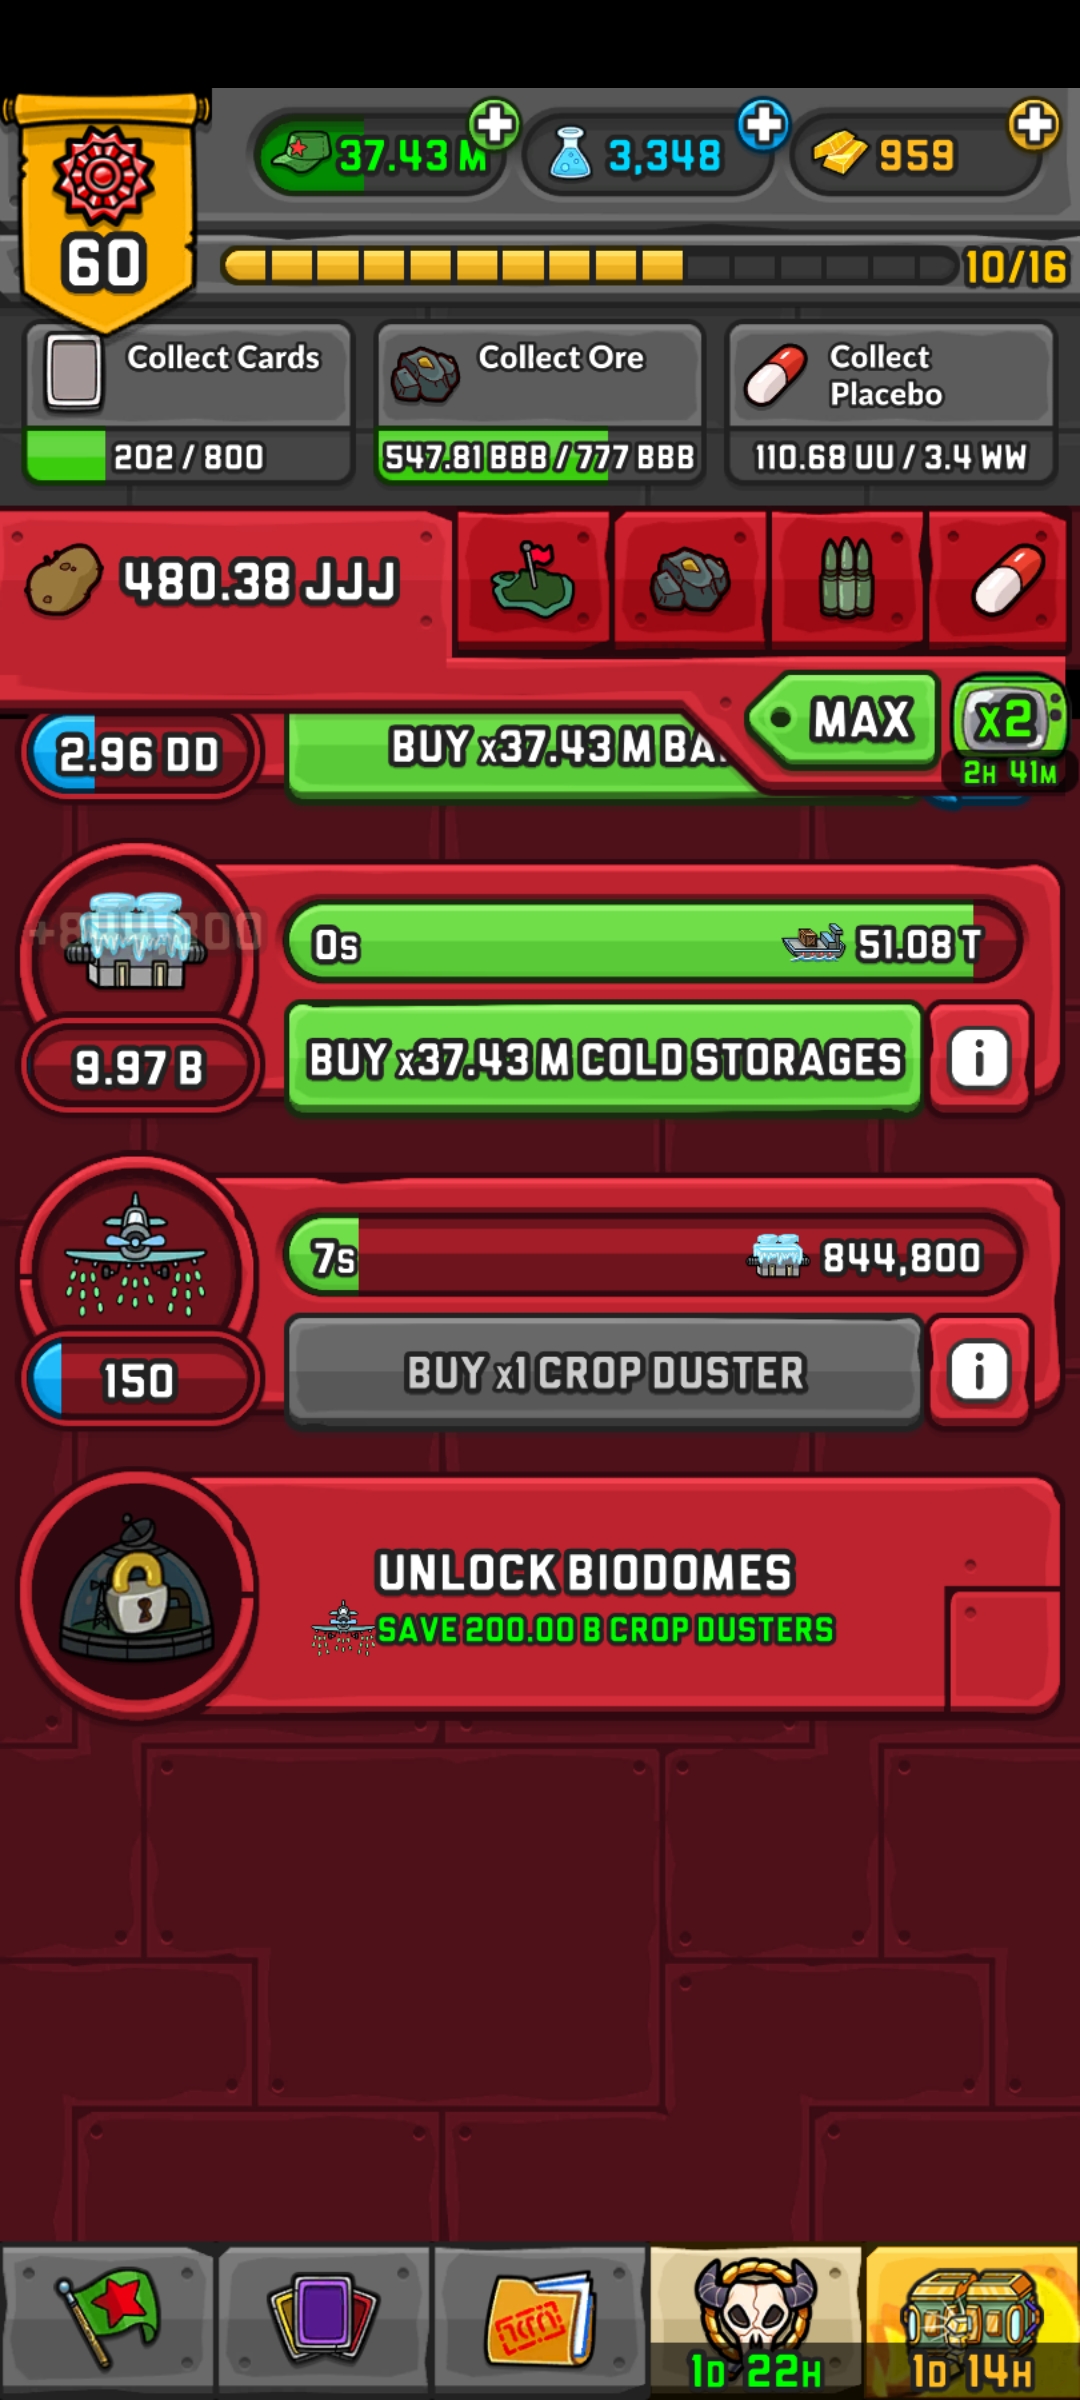 37.43 M
3,348
959
60
10/16
Collect Cards
202 / 800
Collect Ore
547.81 BBB / 777 BBB
Collect
Placebo
110.68 UU / 3.4 WW
480.38 JJJ
MAX
x2
2H 41M
2.96 DD
BUY x37.43 M
0s
51.08 T
9.97 B
BUY x37.43 M COLD STORAGES
i
7s
844,800
150
BUY x1 CROP DUSTER
i
UNLOCK BIODOMES
SAVE 200.00 B CROP DUSTERS
1D 22H
1D 14H